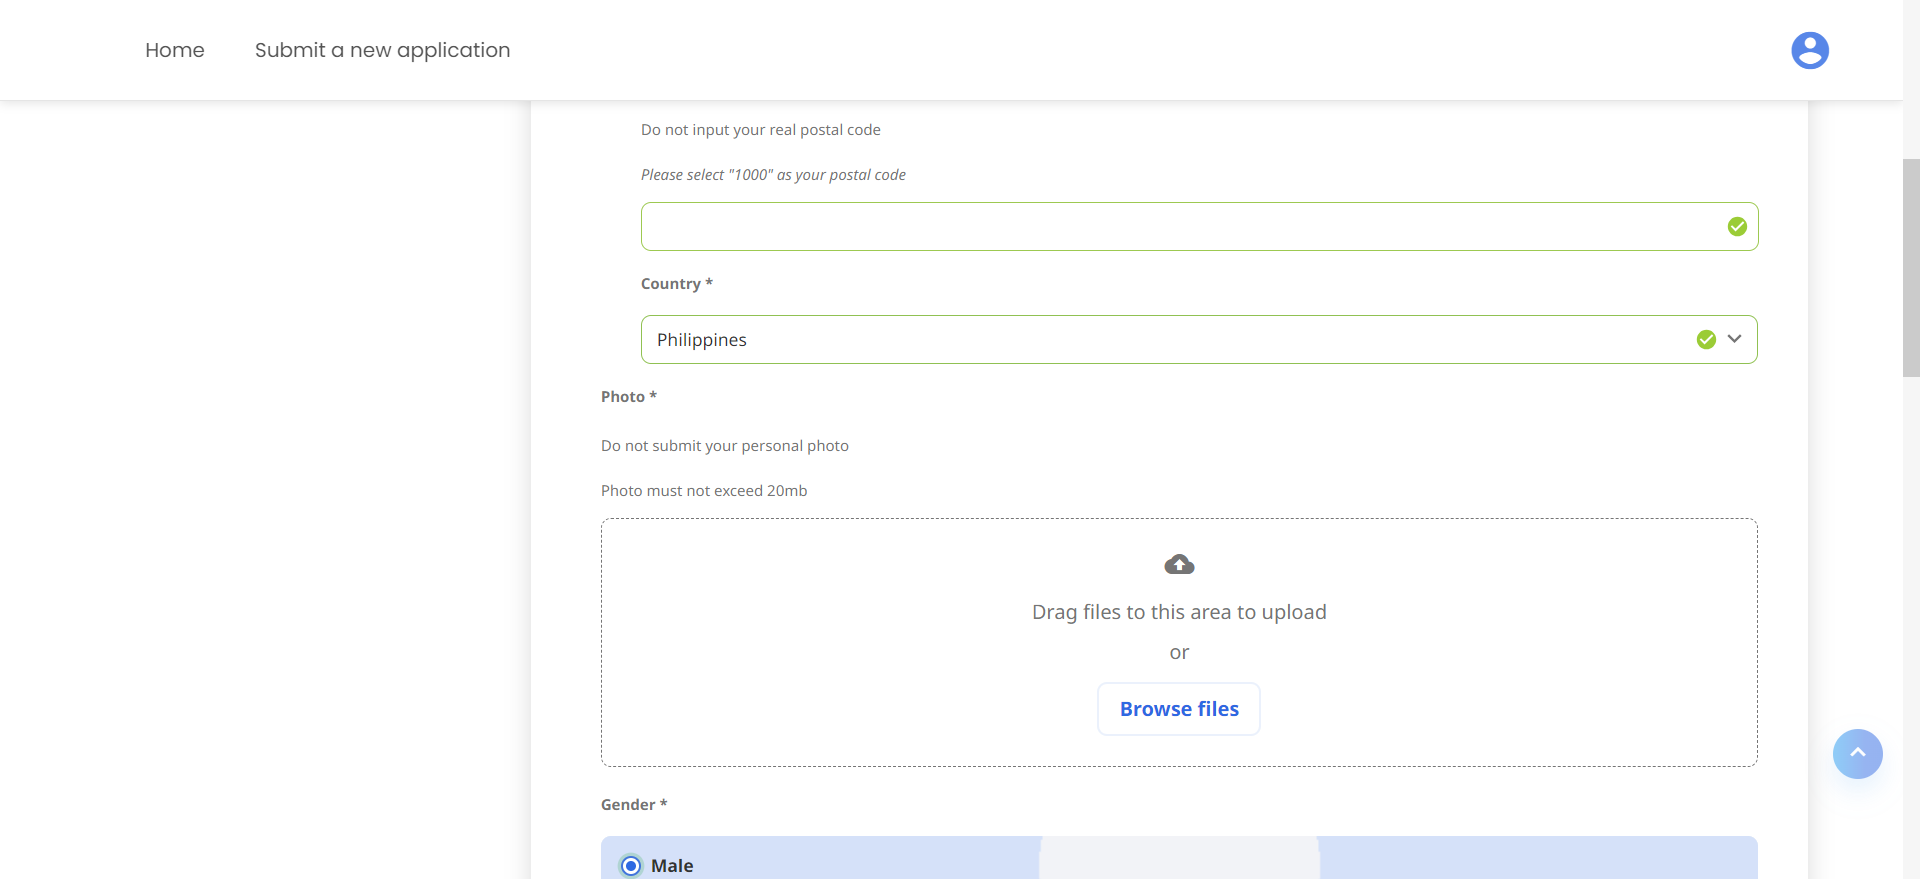 Home
Submit a new application
Do not input your real postal code
Please select "1000" as your postal code
Country *
Philippines
Photo *
Do not submit your personal photo
Photo must not exceed 20mb
Drag files to this area to upload
or
Browse files
Gender *
Male